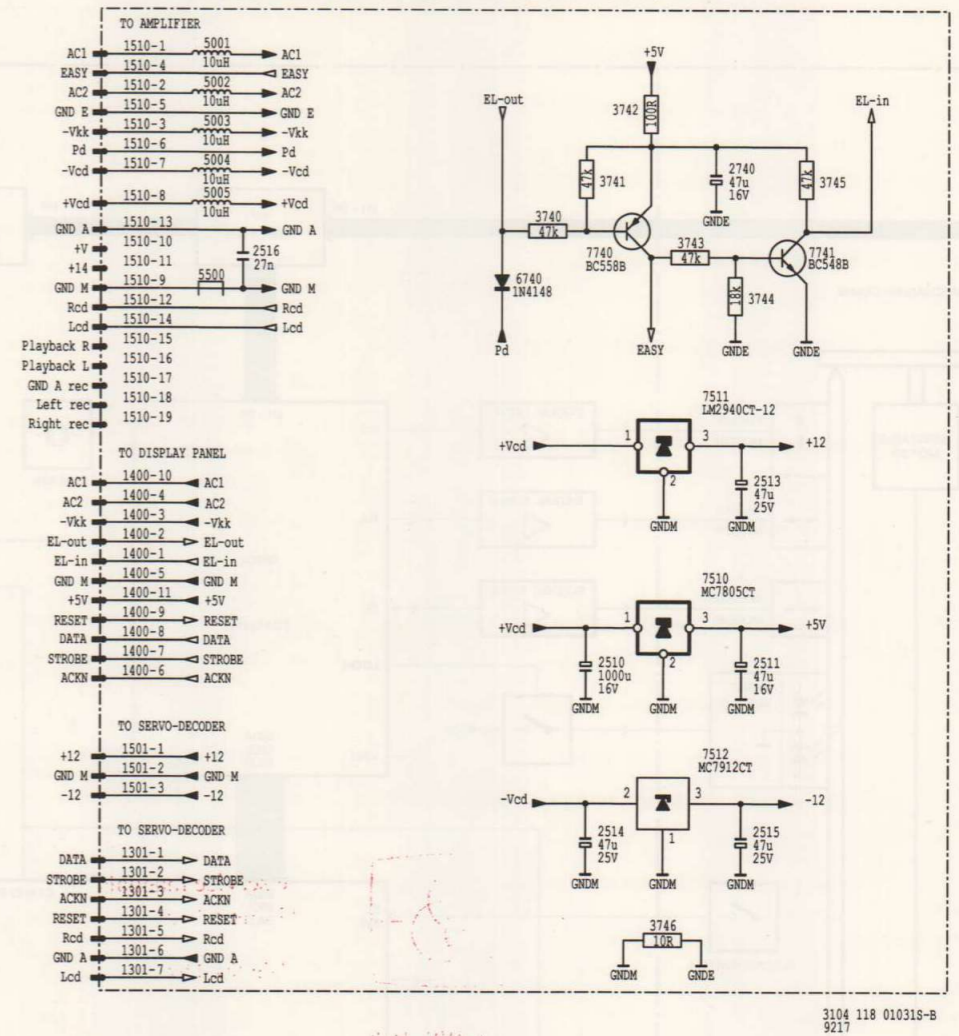 TO AMPLIFIER
AC1 1510-1 5001 10uH AC1
EASY 1510-4 EASY
AC2 1510-2 5002 10uH AC2
GND E 1510-5 GND E
-Vkk 1510-3 5003 10uH -Vkk
Pd 1510-6 Pd
-Vcd 1510-7 5004 10uH -Vcd
+Vcd 1510-8 5005 10uH +Vcd
GND A 1510-13 GND A
+V 1510-10
2516
27n
+14 1510-11
GND M 1510-9 5500 GND M
Rcd 1510-12 Rcd
Lcd 1510-14 Lcd
Playback R 1510-15
Playback L 1510-16
GND A rec 1510-17
Left rec 1510-18
Right rec 1510-19
TO DISPLAY PANEL
AC1 1400-10 AC1
AC2 1400-4 AC2
-Vkk 1400-3 -Vkk
EL-out 1400-2 EL-out
EL-in 1400-1 EL-in
GND M 1400-5 GND M
+5V 1400-11 +5V
RESET 1400-9 RESET
DATA 1400-8 DATA
STROBE 1400-7 STROBE
ACKN 1400-6 ACKN
TO SERVO-DECODER
+12 1501-1 +12
GND M 1501-2 GND M
-12 1501-3 -12
TO SERVO-DECODER
DATA 1301-1 DATA
STROBE 1301-2 STROBE
ACKN 1301-3 ACKN
RESET 1301-4 RESET
Rcd 1301-5 Rcd
GND A 1301-6 GND A
Lcd 1301-7 Lcd
+5V
EL-out
3742
100R
EL-in
47k
3741
2740
47u
16V
GNDE
47k
3745
3740
47k
7740
BC558B
3743
47k
7741
BC548B
6740
1N4148
18k
3744
Pd
EASY
GNDE
GNDE
7511
LM2940CT-12
+Vcd 1 3 +12
2
2513
47u
25V
GNDM
GNDM
7510
MC7805CT
+Vcd 1 3 +5V
2
2510
1000u
16V
2511
47u
16V
GNDM
GNDM
GNDM
7512
MC7912CT
-Vcd 2 3 -12
1
2514
47u
25V
2515
47u
25V
GNDM
GNDM
GNDM
3746
10R
GNDM
GNDE
3104 118 01031S-B
9217